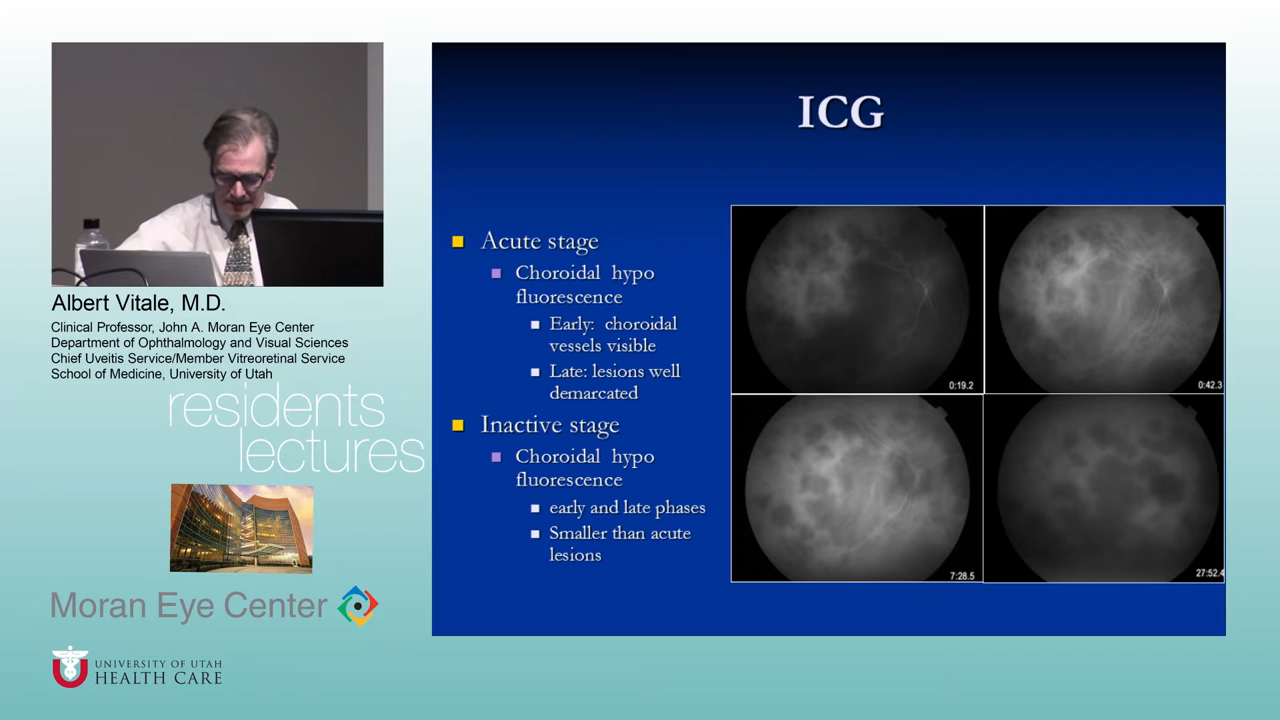 ICG
Acute stage
Choroidal hypo
fluorescence
Early: choroidal
vessels visible
Late: lesions well
demarcated
Inactive stage
Choroidal hypo
fluorescence
early and late phases
Smaller than acute
lesions
0:19.2
0:42.3
7:28.5
27:52.4
Albert Vitale, M.D.
Clinical Professor, John A. Moran Eye Center
Department of Ophthalmology and Visual Sciences
Chief Uveitis Service/Member Vitreoretinal Service
School of Medicine, University of Utah
residents
lectures
Moran Eye Center
UNIVERSITY OF UTAH
HEALTH CARE